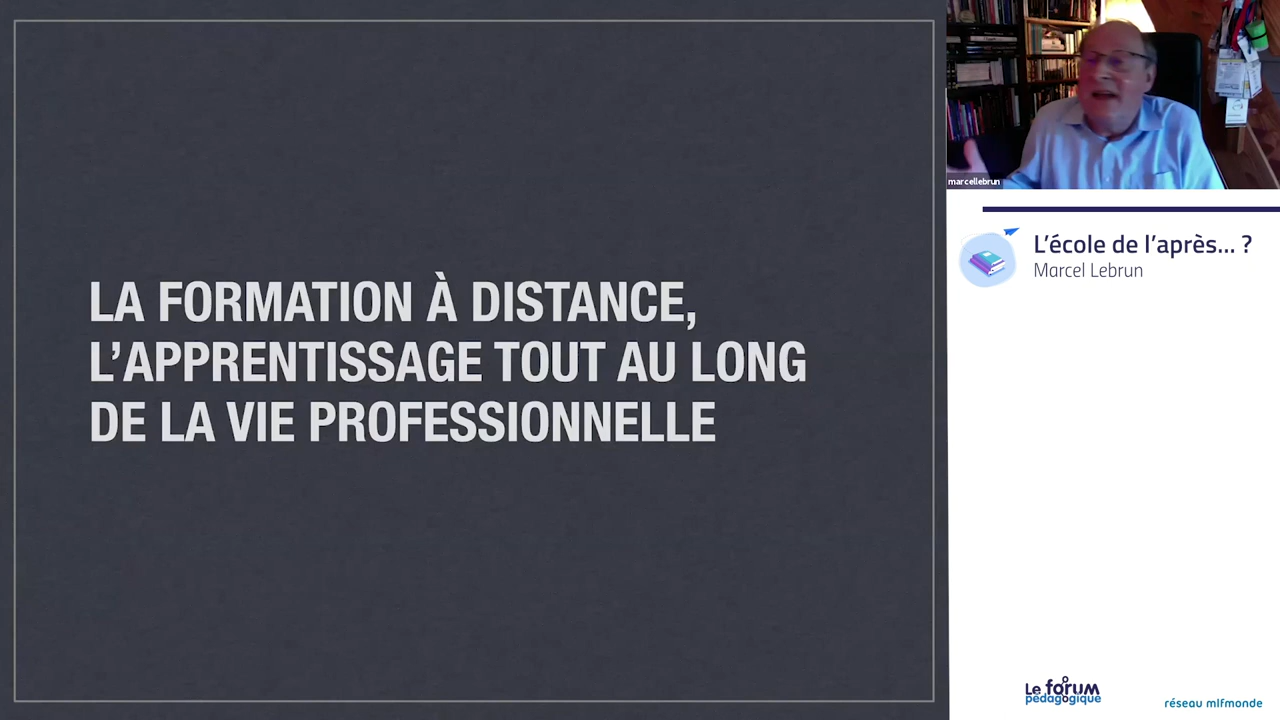 LA FORMATION À DISTANCE,
L’APPRENTISSAGE TOUT AU LONG
DE LA VIE PROFESSIONNELLE
marcellebrun
L’école de l’après... ?
Marcel Lebrun
Le forum
pédagogique
réseau mlfmonde